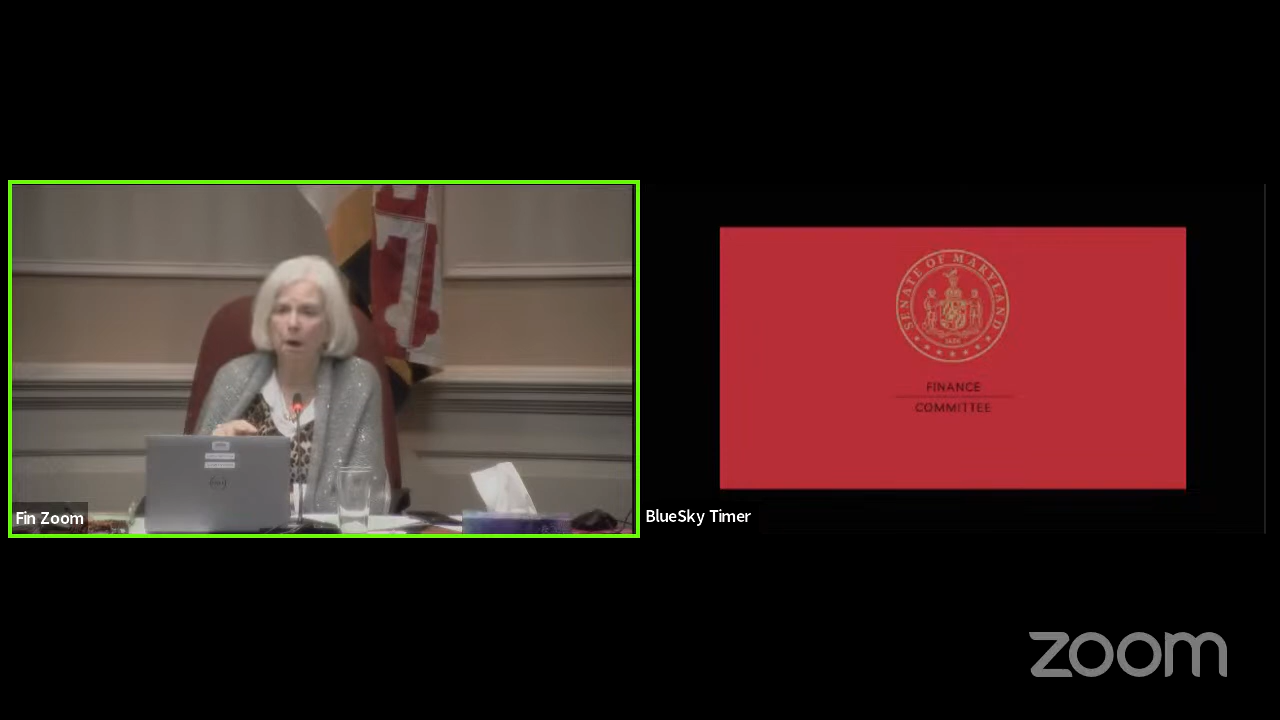 Fin Zoom
SENATE OF MARYLAND
FINANCE
COMMITTEE
BlueSky Timer
zoom